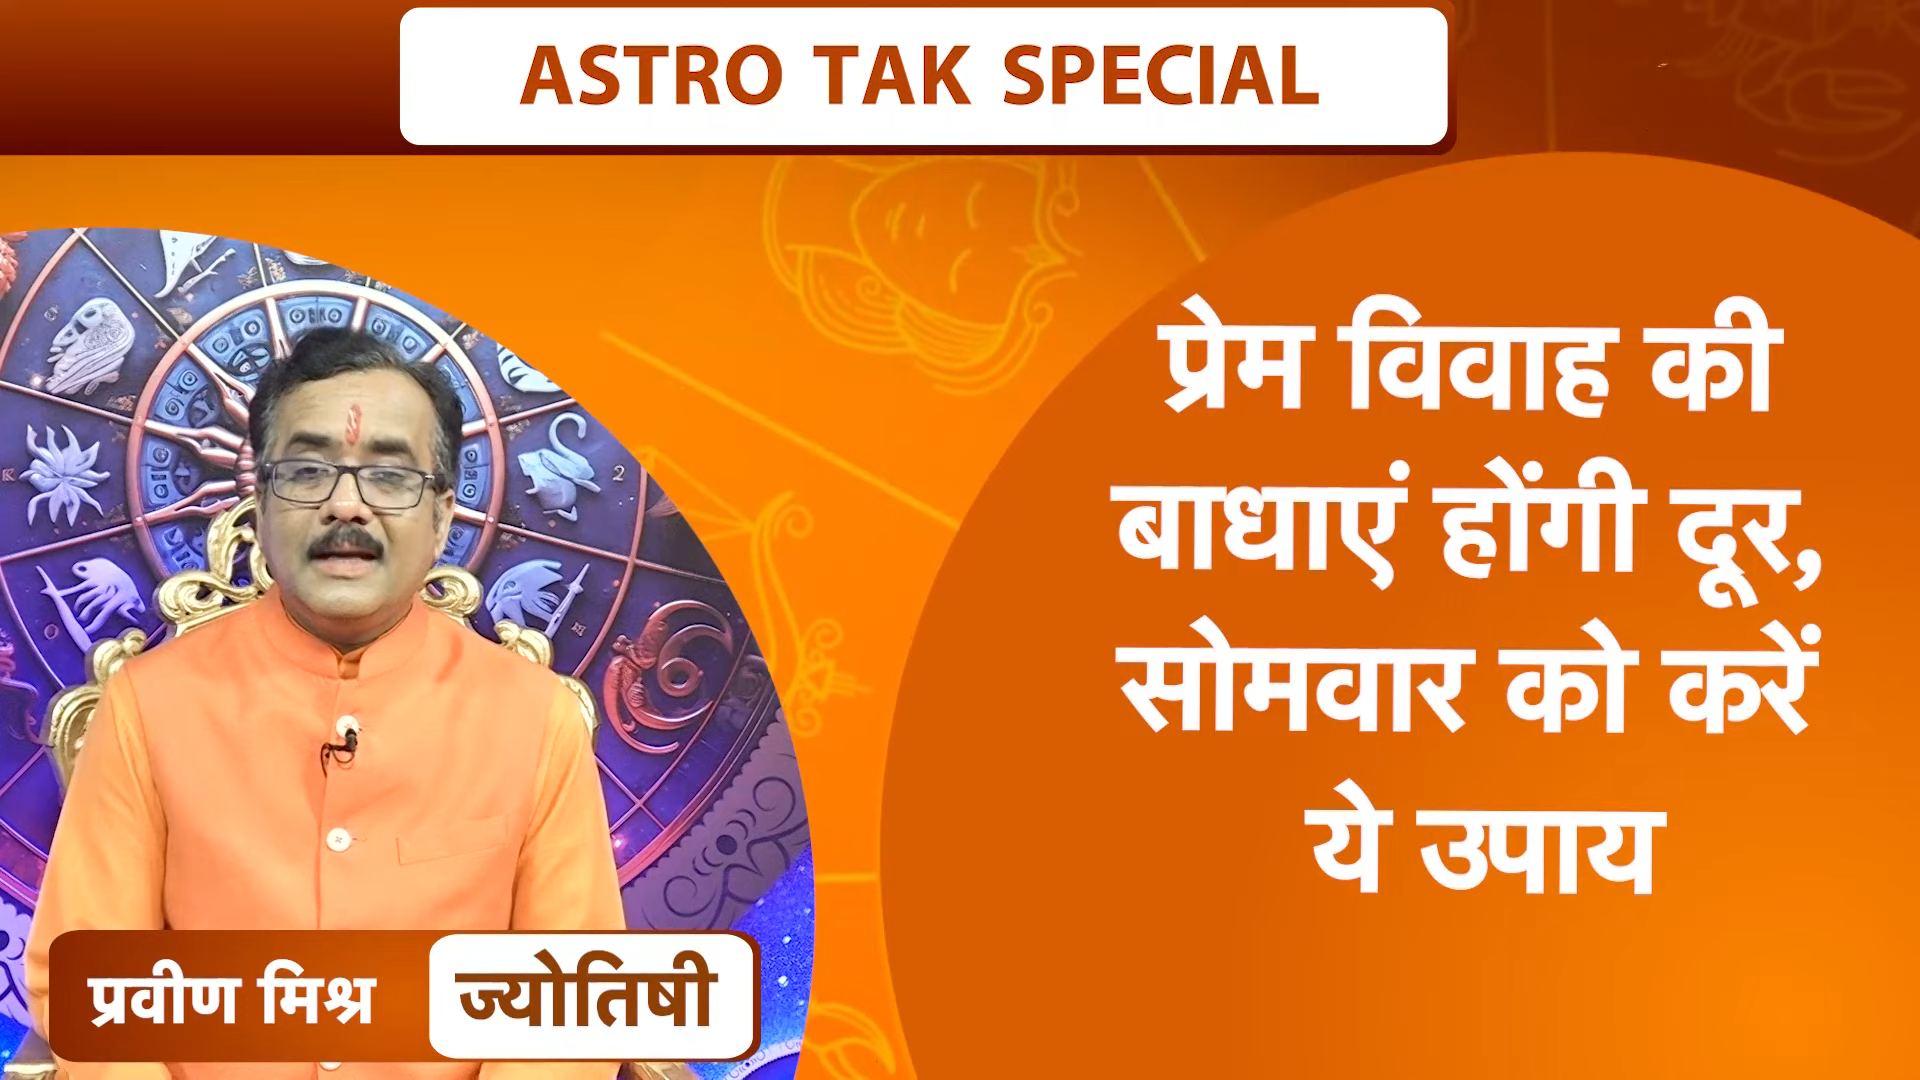 ASTRO TAK SPECIAL
प्रेम विवाह की
बाधाएं होंगी दूर,
सोमवार को करें
ये उपाय
प्रवीण मिश्र
ज्योतिषी